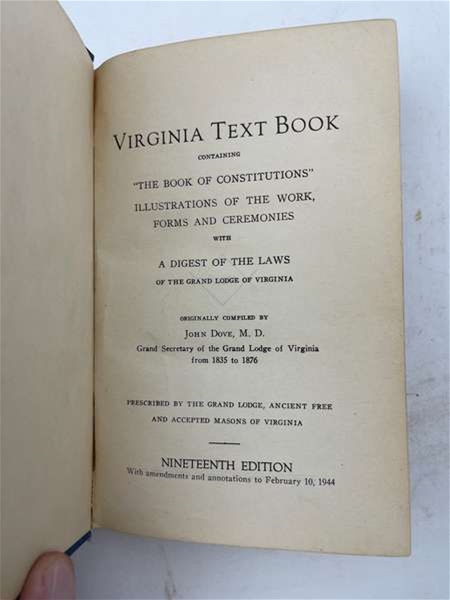 VIRGINIA TEXT BOOK
CONTAINING
"THE BOOK OF CONSTITUTIONS"
ILLUSTRATIONS OF THE WORK,
FORMS AND CEREMONIES
WITH
A DIGEST OF THE LAWS
OF THE GRAND LODGE OF VIRGINIA
ORIGINALLY COMPILED BY
JOHN DOVE, M. D.
Grand Secretary of the Grand Lodge of Virginia
from 1835 to 1876
PRESCRIBED BY THE GRAND LODGE, ANCIENT FREE
AND ACCEPTED MASONS OF VIRGINIA
NINETEENTH EDITION
With amendments and annotations to February 10, 1944